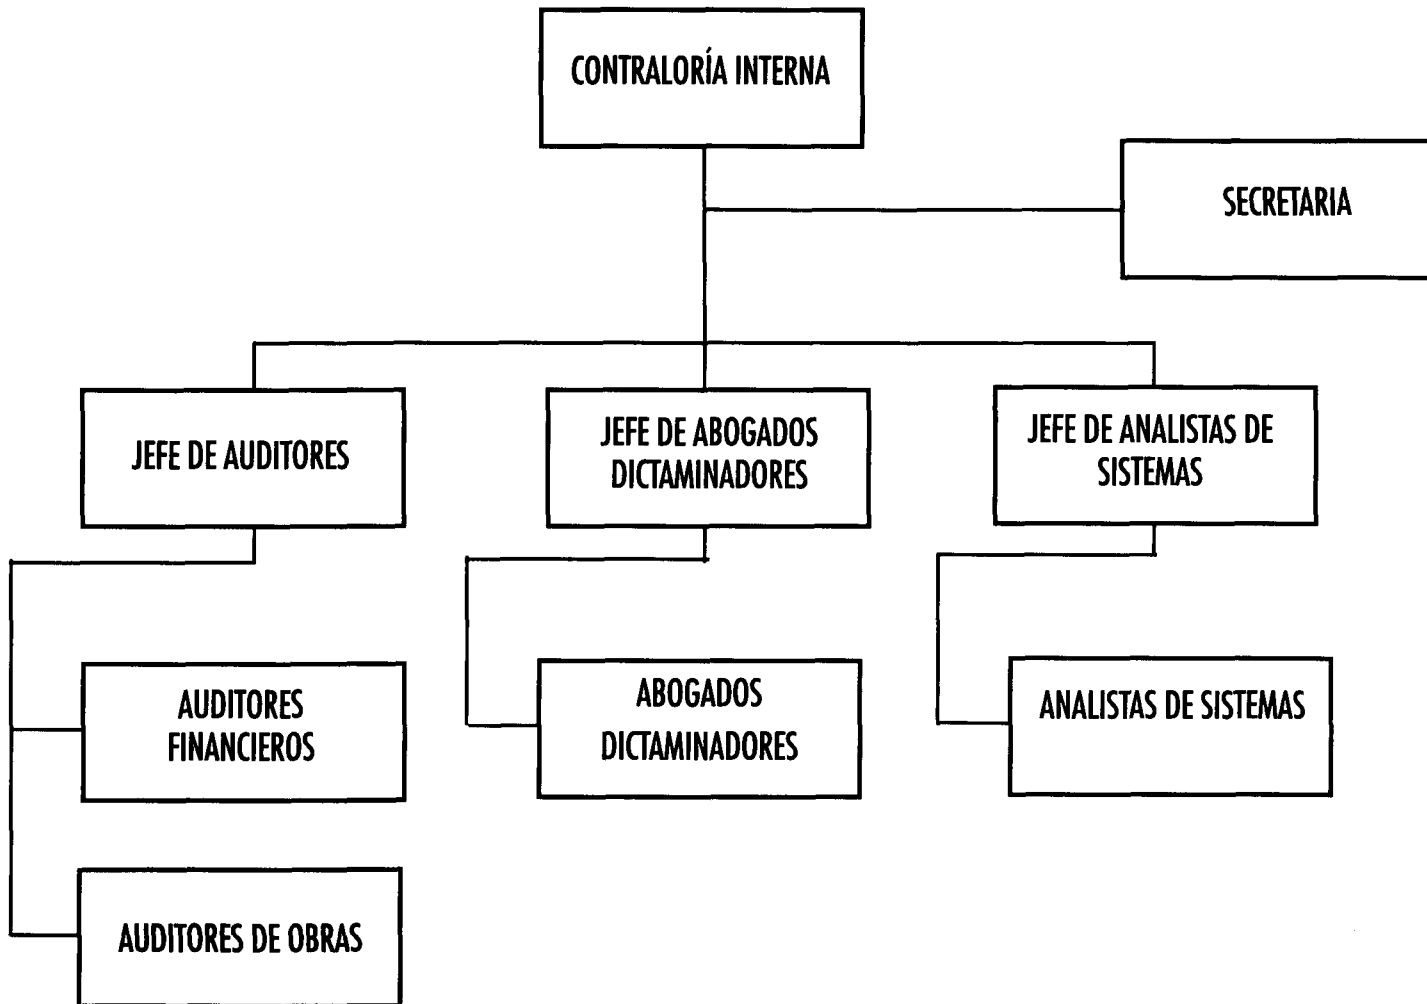 CONTRALORÍA INTERNA
SECRETARIA
JEFE DE AUDITORES
JEFE DE ABOGADOS
DICTAMINADORES
JEFE DE ANALISTAS DE
SISTEMAS
AUDITORES
FINANCIEROS
ABOGADOS
DICTAMINADORES
ANALISTAS DE SISTEMAS
AUDITORES DE OBRAS